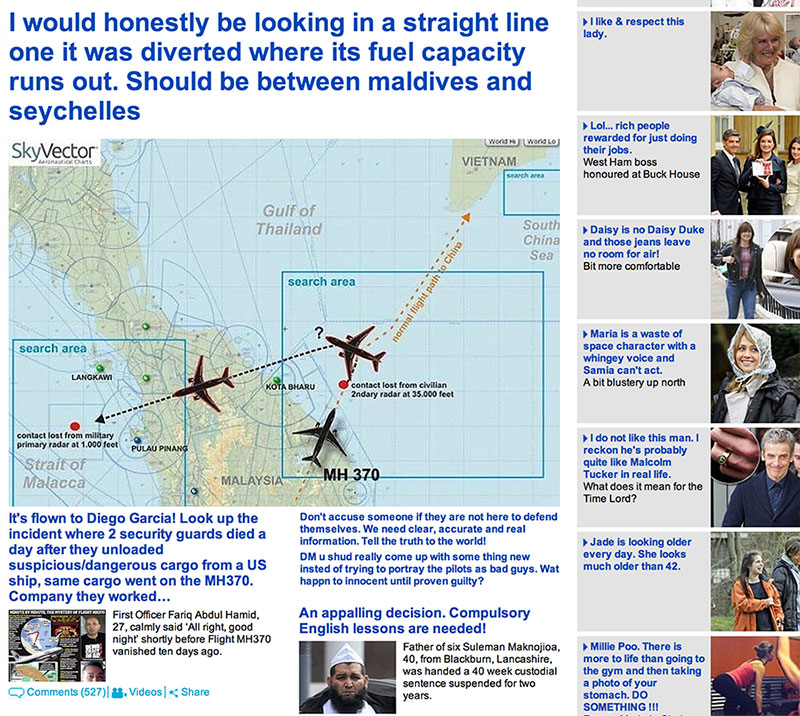 I would honestly be looking in a straight line
one it was diverted where its fuel capacity
runs out. Should be between maldives and
seychelles
SkyVector
Aeronautical Charts
World Hi
World Lo
VIETNAM
search area
Gulf of
Thailand
South
China
Sea
normal flight path to China
search area
search area
?
LANGKAWI
KOTA BHARU
contact lost from civilian
2ndary radar at 35.000 feet
contact lost from military
primary radar at 1.000 feet
PULAU PINANG
Strait of
Malacca
MALAYSIA
MH 370
It's flown to Diego Garcia! Look up the
incident where 2 security guards died a
day after they unloaded
suspicious/dangerous cargo from a US
ship, same cargo went on the MH370.
Company they worked…
First Officer Fariq Abdul Hamid,
27, calmly said 'All right, good
night' shortly before Flight MH370
vanished ten days ago.
Comments (527)
Videos
Share
Don't accuse someone if they are not here to defend
themselves. We need clear, accurate and real
information. Tell the truth to the world!
DM u shud really come up with some thing new
insted of trying to portray the pilots as bad guys. Wat
happn to innocent until proven guilty?
An appalling decision. Compulsory
English lessons are needed!
Father of six Suleman Maknojioa,
40, from Blackburn, Lancashire,
was handed a 40 week custodial
sentence suspended for two
years.
I like & respect this
lady.
Lol... rich people
rewarded for just doing
their jobs.
West Ham boss
honoured at Buck House
Daisy is no Daisy Duke
and those jeans leave
no room for air!
Bit more comfortable
Maria is a waste of
space character with a
whingey voice and
Samia can't act.
A bit blustery up north
I do not like this man. I
reckon he's probably
quite like Malcolm
Tucker in real life.
What does it mean for the
Time Lord?
Jade is looking older
every day. She looks
much older than 42.
Millie Poo. There is
more to life than going to
the gym and then taking
a photo of your
stomach. DO
SOMETHING !!!